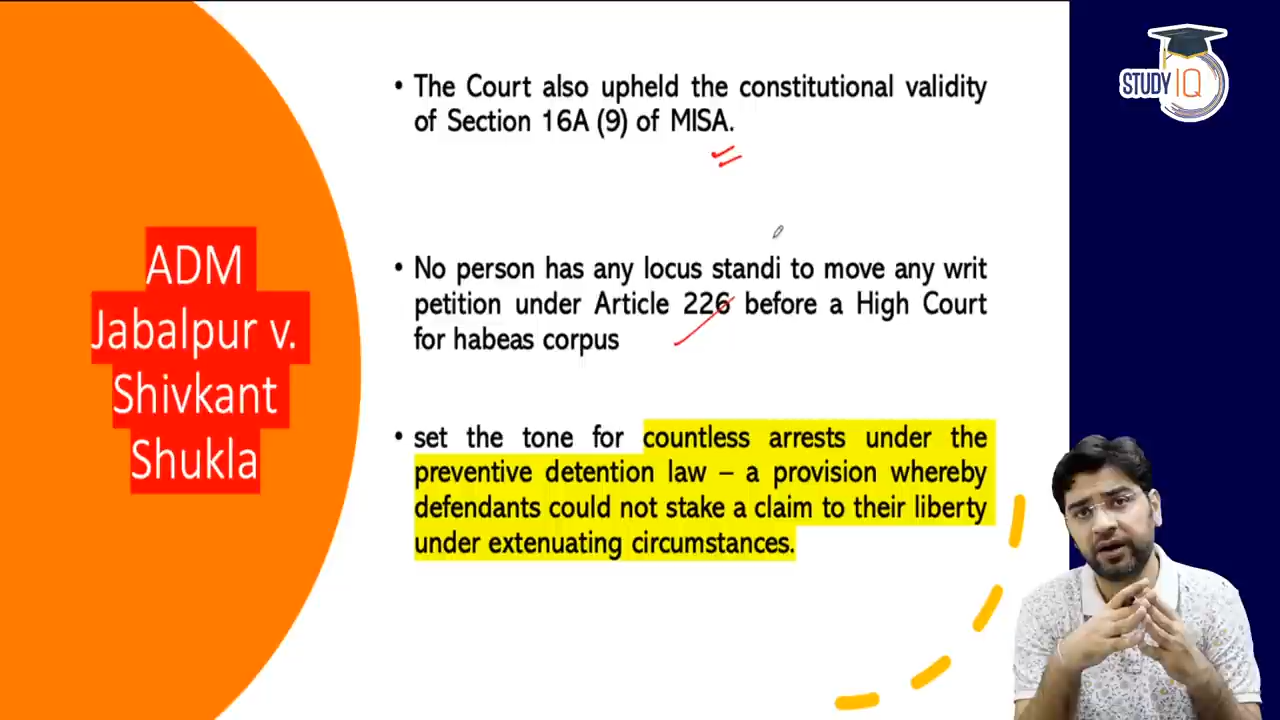 ADM
Jabalpur v.
Shivkant
Shukla
• The Court also upheld the constitutional validity
of Section 16A (9) of MISA.
• No person has any locus standi to move any writ
petition under Article 226 before a High Court
for habeas corpus
• set the tone for countless arrests under the
preventive detention law – a provision whereby
defendants could not stake a claim to their liberty
under extenuating circumstances.
STUDY IQ